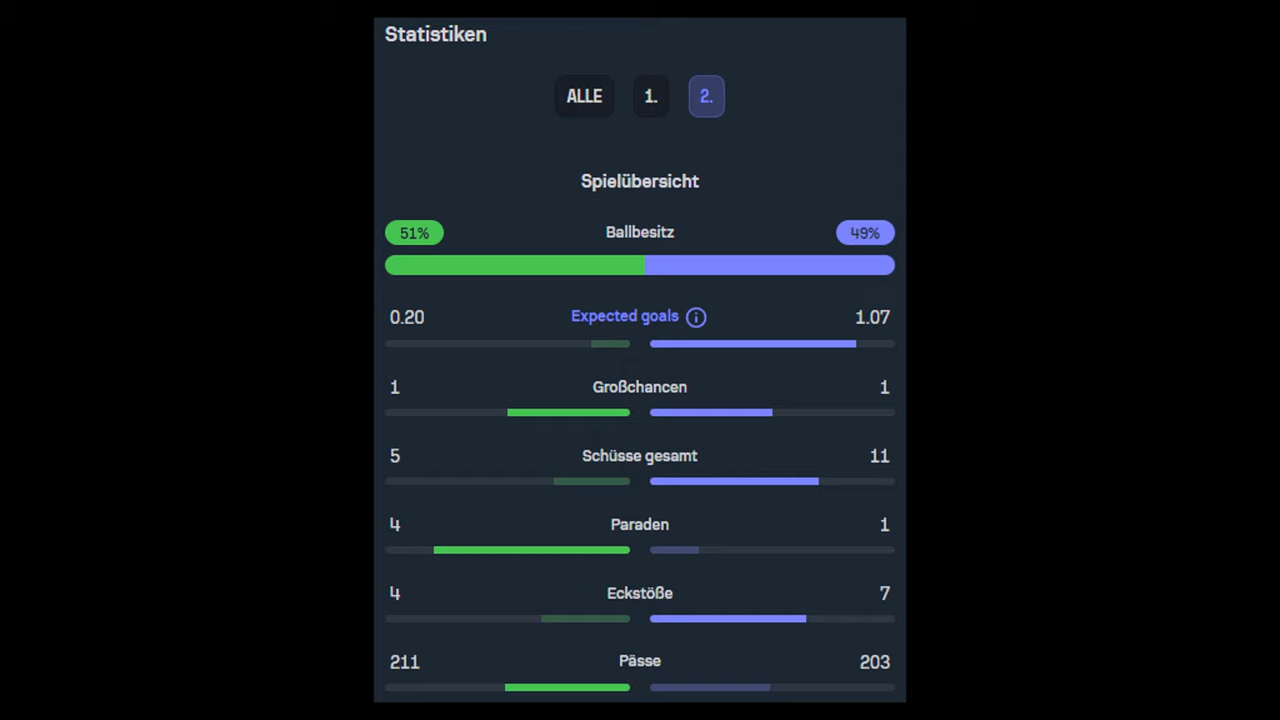 Statistiken
ALLE 1. 2.
Spielübersicht
51% Ballbesitz 49%
0.20 Expected goals i 1.07
1 Großchancen 1
5 Schüsse gesamt 11
4 Paraden 1
4 Eckstöße 7
211 Pässe 203